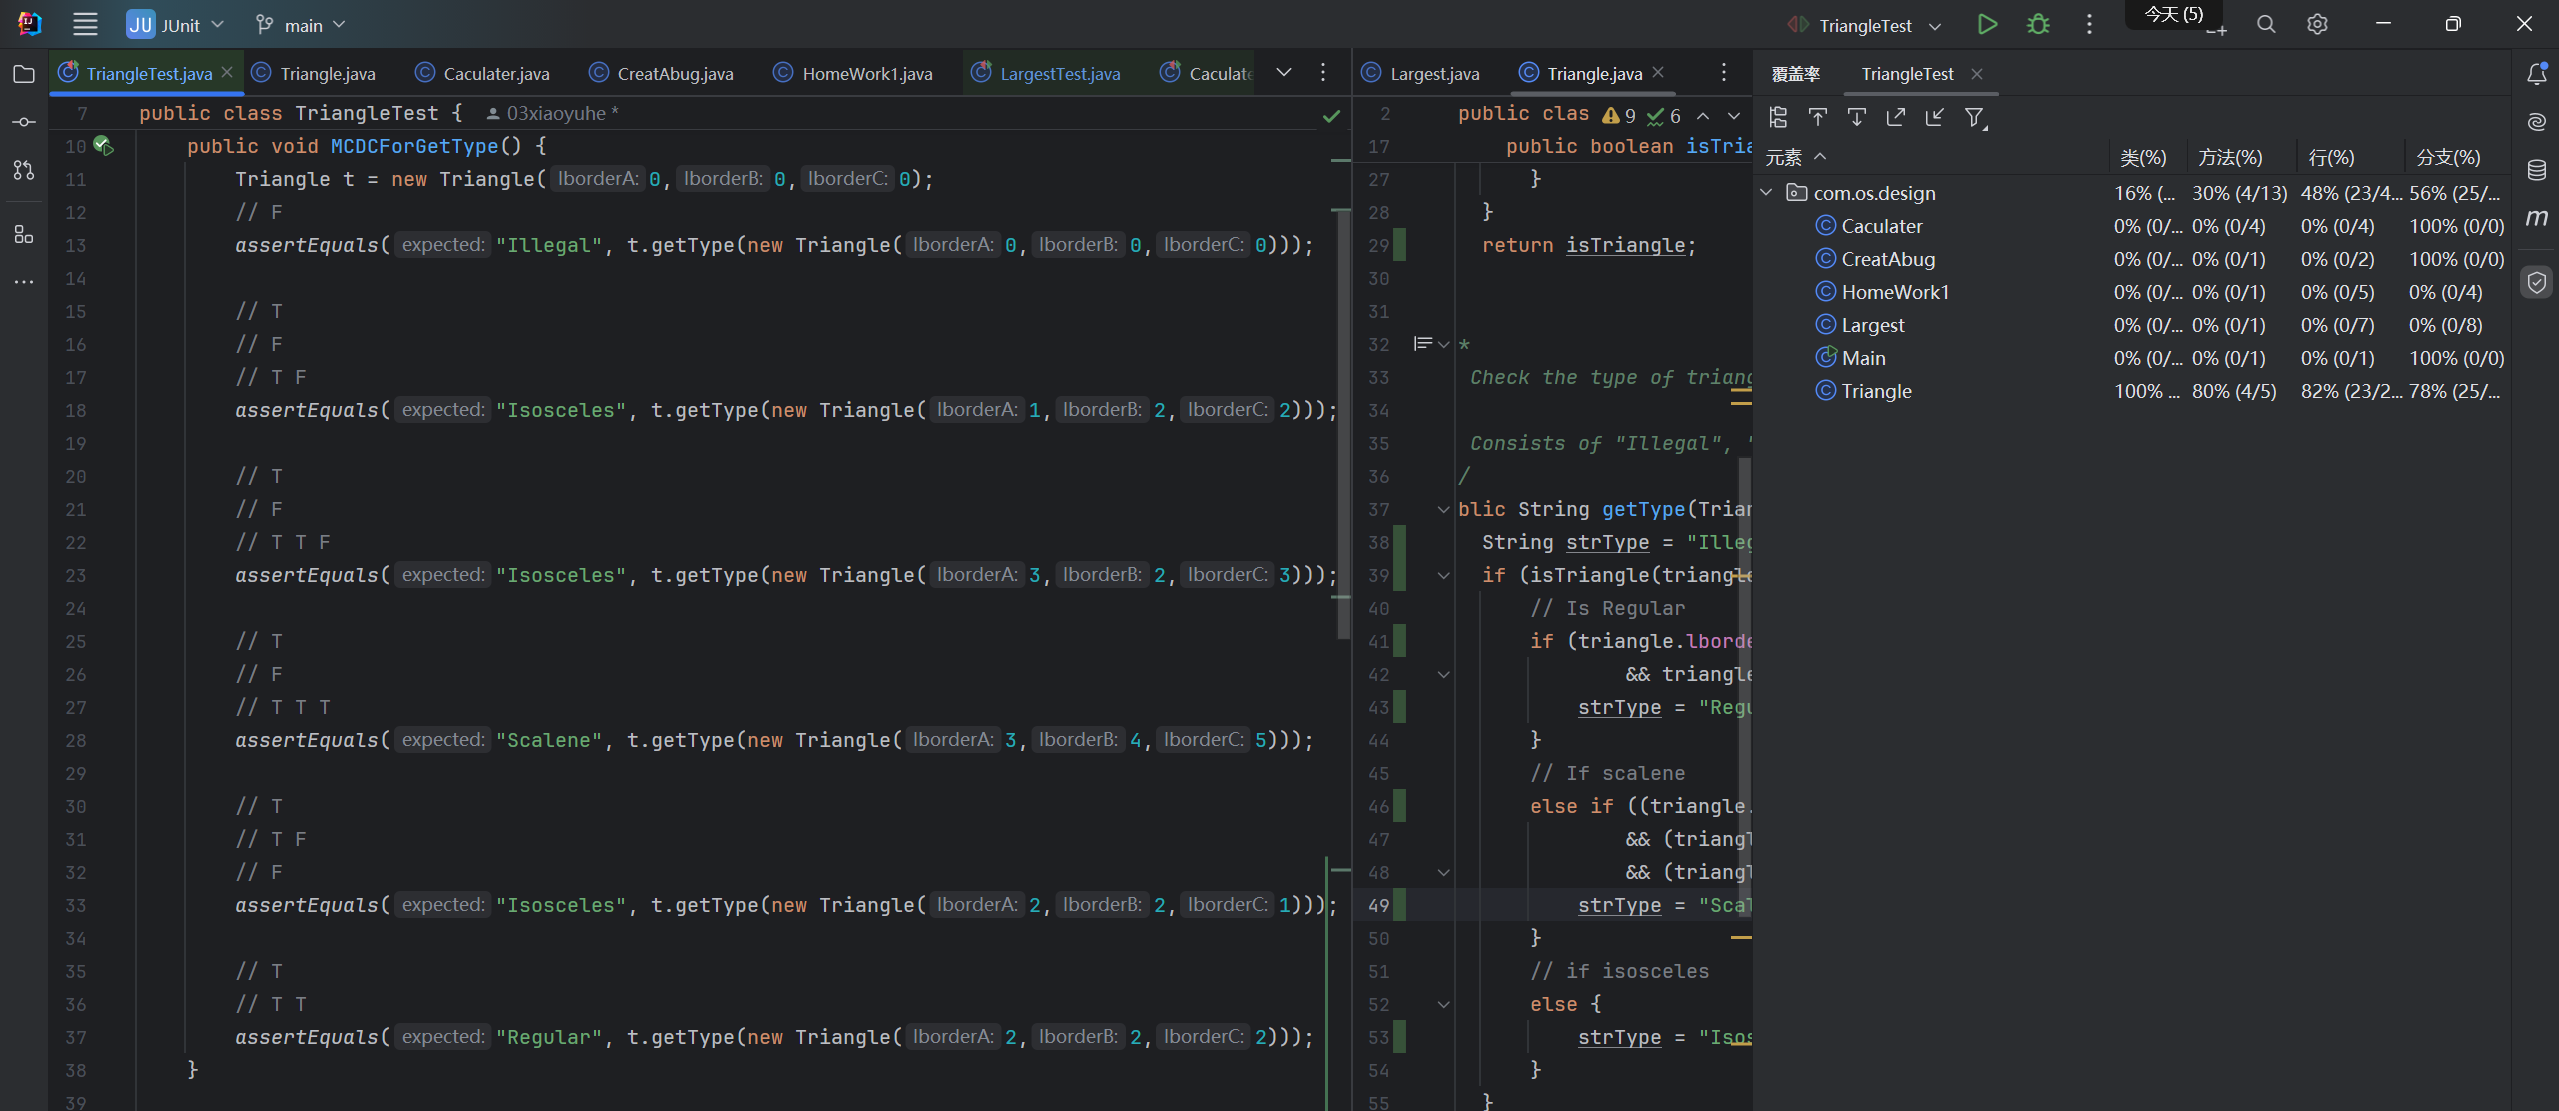 JU JUnit main TriangleTest 今天 (5)
TriangleTest.java Triangle.java Caculater.java CreatAbug.java HomeWork1.java LargestTest.java Caculate
7 public class TriangleTest { 03xiaoyuhe *
10 public void MCDCForGetType() {
11 Triangle t = new Triangle( lborderA: 0, lborderB: 0, lborderC: 0);
12 // F
13 assertEquals( expected: "Illegal", t.getType(new Triangle( lborderA: 0, lborderB: 0, lborderC: 0)));
14
15 // T
16 // F
17 // T F
18 assertEquals( expected: "Isosceles", t.getType(new Triangle( lborderA: 1, lborderB: 2, lborderC: 2)));
19
20 // T
21 // F
22 // T T F
23 assertEquals( expected: "Isosceles", t.getType(new Triangle( lborderA: 3, lborderB: 2, lborderC: 3)));
24
25 // T
26 // F
27 // T T T
28 assertEquals( expected: "Scalene", t.getType(new Triangle( lborderA: 3, lborderB: 4, lborderC: 5)));
29
30 // T
31 // T F
32 // F
33 assertEquals( expected: "Isosceles", t.getType(new Triangle( lborderA: 2, lborderB: 2, lborderC: 1)));
34
35 // T
36 // T T
37 assertEquals( expected: "Regular", t.getType(new Triangle( lborderA: 2, lborderB: 2, lborderC: 2)));
38 }
39
Largest.java Triangle.java
2 public clas 9 6
17 public boolean isTria
27 }
28 }
29 return isTriangle;
30
31
32 *
33 Check the type of triang
34
35 Consists of "Illegal", "
36 /
37 blic String getType(Trian
38 String strType = "Illeg
39 if (isTriangle(triangle
40 // Is Regular
41 if (triangle.lborde
42 && triangle
43 strType = "Regu
44 }
45 // If scalene
46 else if ((triangle.
47 && (triangl
48 && (triangl
49 strType = "Scal
50 }
51 // if isosceles
52 else {
53 strType = "Isos
54 }
55 }
覆盖率 TriangleTest
元素 类(%) 方法(%) 行(%) 分支(%)
com.os.design 16% (... 30% (4/13) 48% (23/4... 56% (25/...
Caculater 0% (0/... 0% (0/4) 0% (0/4) 100% (0/0)
CreatAbug 0% (0/... 0% (0/1) 0% (0/2) 100% (0/0)
HomeWork1 0% (0/... 0% (0/1) 0% (0/5) 0% (0/4)
Largest 0% (0/... 0% (0/1) 0% (0/7) 0% (0/8)
Main 0% (0/... 0% (0/1) 0% (0/1) 100% (0/0)
Triangle 100% ... 80% (4/5) 82% (23/2... 78% (25/...